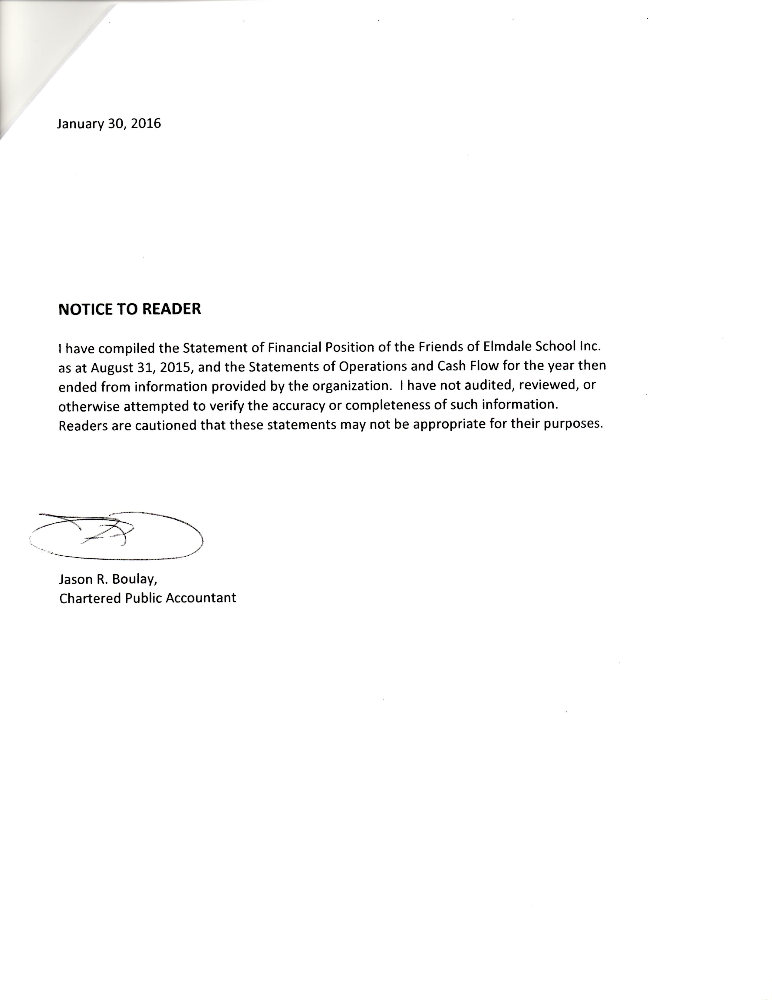 January 30, 2016
NOTICE TO READER
I have compiled the Statement of Financial Position of the Friends of Elmdale School Inc.
as at August 31, 2015, and the Statements of Operations and Cash Flow for the year then
ended from information provided by the organization.  I have not audited, reviewed, or
otherwise attempted to verify the accuracy or completeness of such information.
Readers are cautioned that these statements may not be appropriate for their purposes.
Jason R. Boulay,
Chartered Public Accountant